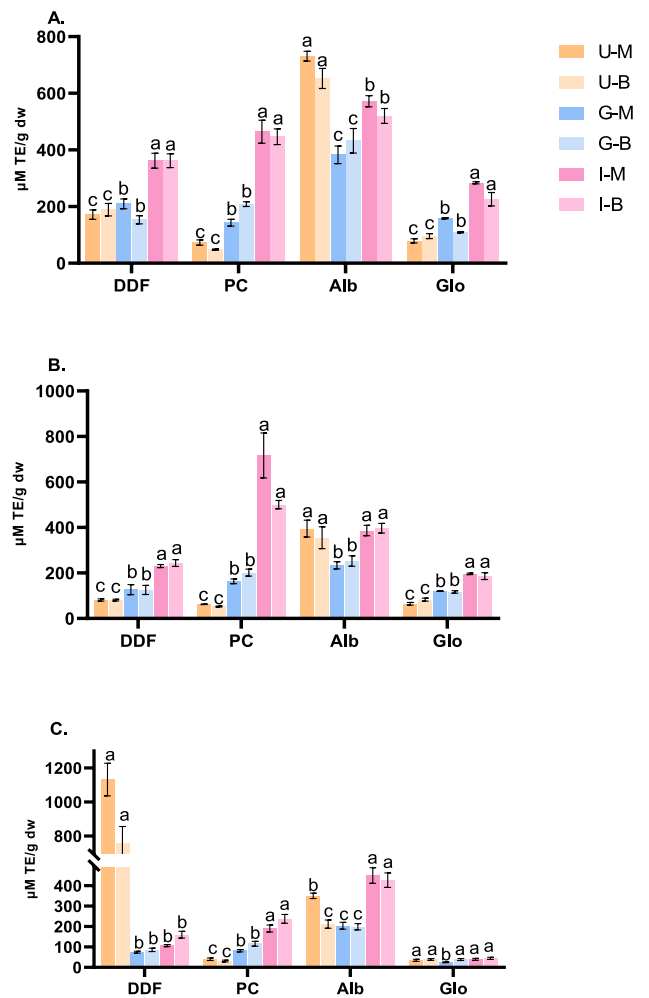 A.
800
600
400
200
0
µM TE/g dw
c c b b a a
c c b b a a
a a c c b b
c c b b a a
DDF PC Alb Glo
U-M
U-B
G-M
G-B
I-M
I-B
B.
1000
800
600
400
200
0
µM TE/g dw
c c b b a a
c c b b a a
a a b b a a
c c b b a a
DDF PC Alb Glo
C.
1200
1000
800
400
300
200
100
0
µM TE/g dw
a a b b b b
c c b b a a
b c c c a a
a a b a a a
DDF PC Alb Glo